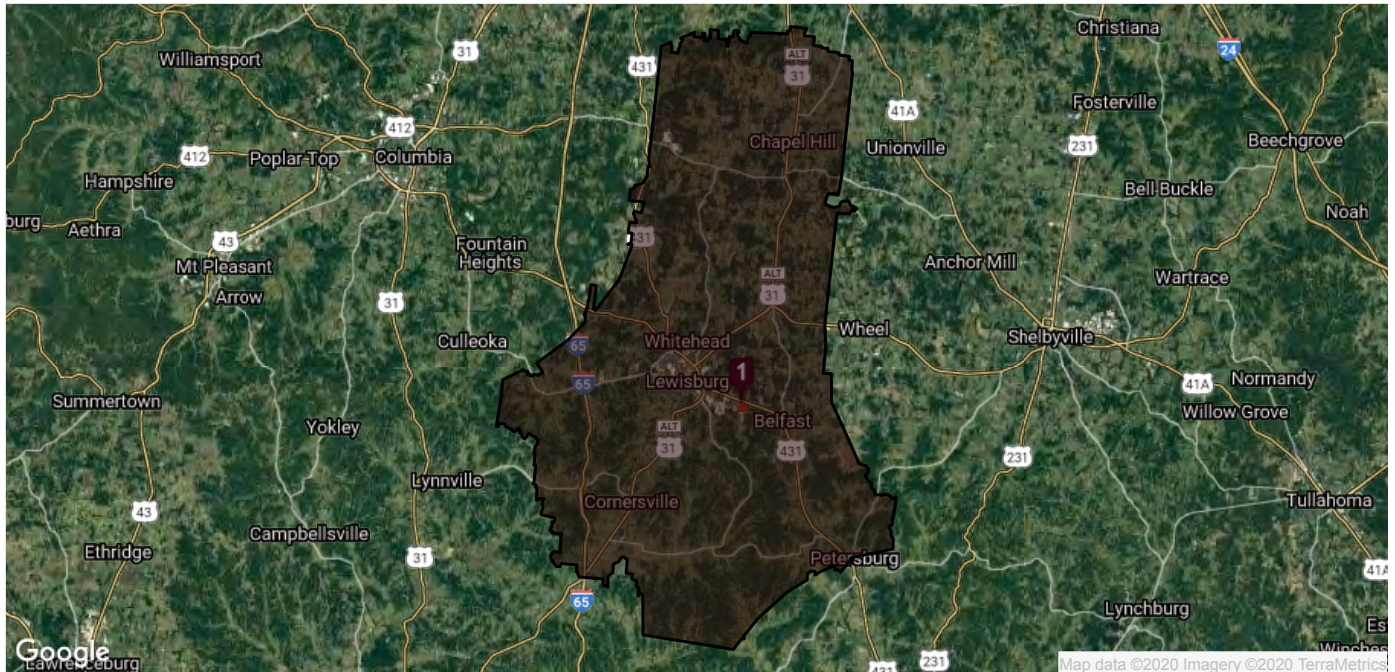 Christiana
31
Williamsport
ALT
24
431
31
Fosterville
41A
412
Chapel Hill
Beechgrove
231
Unionville
412
Poplar Top
Columbia
Hampshire
Bell Buckle
burg
Aethra
Noah
43
431
Fountain
Heights
Anchor Mill
Mt Pleasant
ALT
Wartrace
Arrow
31
31
Wheel
Shelbyville
Culleoka
65
Whitehead
1
65
Lewisburg
Normandy
41A
Summertown
Willow Grove
Belfast
Yokley
ALT
31
431
231
Lynnville
Cornersville
Tullahoma
43
Campbellsville
Ethridge
31
Petersburg
41A
65
Lynchburg
Es
Google
Winches
Lawrenceburg
431
231
Map data ©2020 Imagery ©2020 TerraMetrics